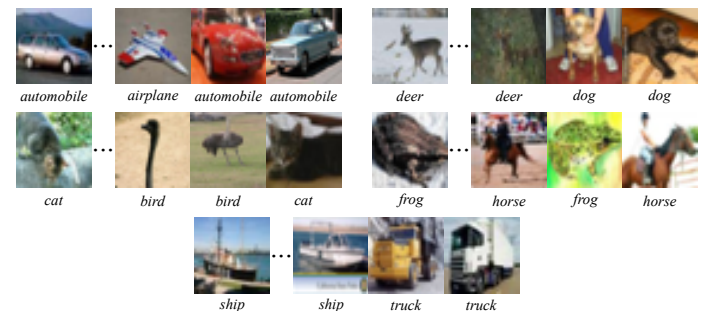 automobile ... airplane automobile automobile deer ... deer dog dog
cat ... bird bird cat frog ... horse frog horse
ship ... ship truck truck